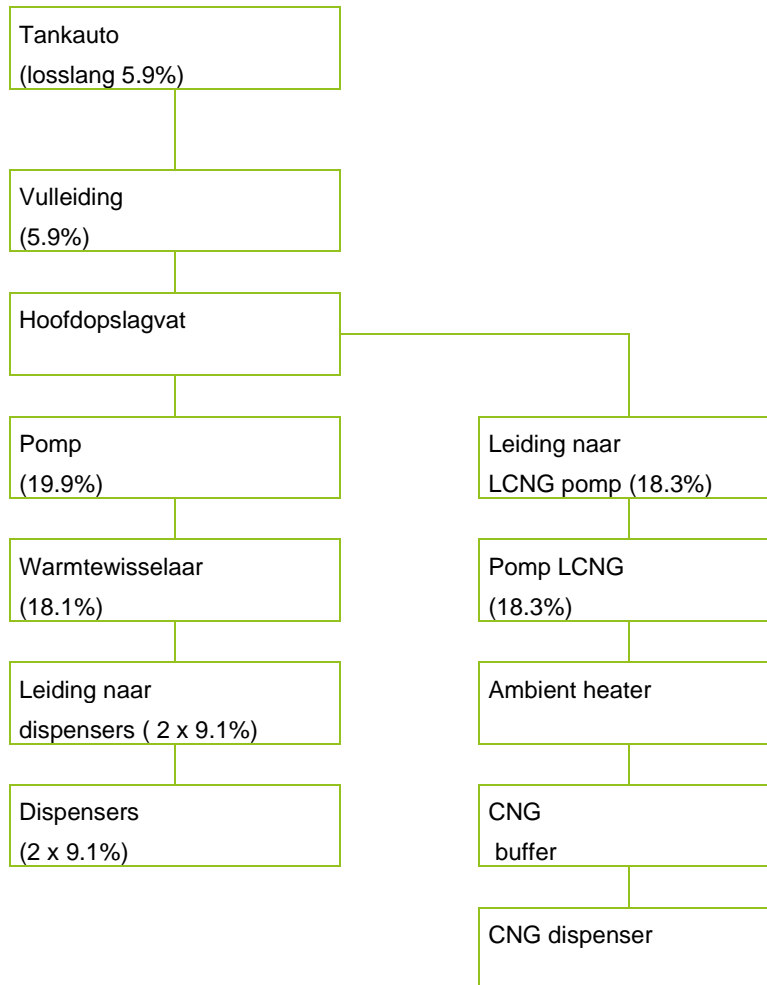 Tankauto
(losslang 5.9%)
Vulleiding
(5.9%)
Hoofdopslagvat
Pomp
(19.9%)
Warmtewisselaar
(18.1%)
Leiding naar
dispensers ( 2 x 9.1%)
Dispensers
(2 x 9.1%)
Leiding naar
LCNG pomp (18.3%)
Pomp LCNG
(18.3%)
Ambient heater
CNG
buffer
CNG dispenser